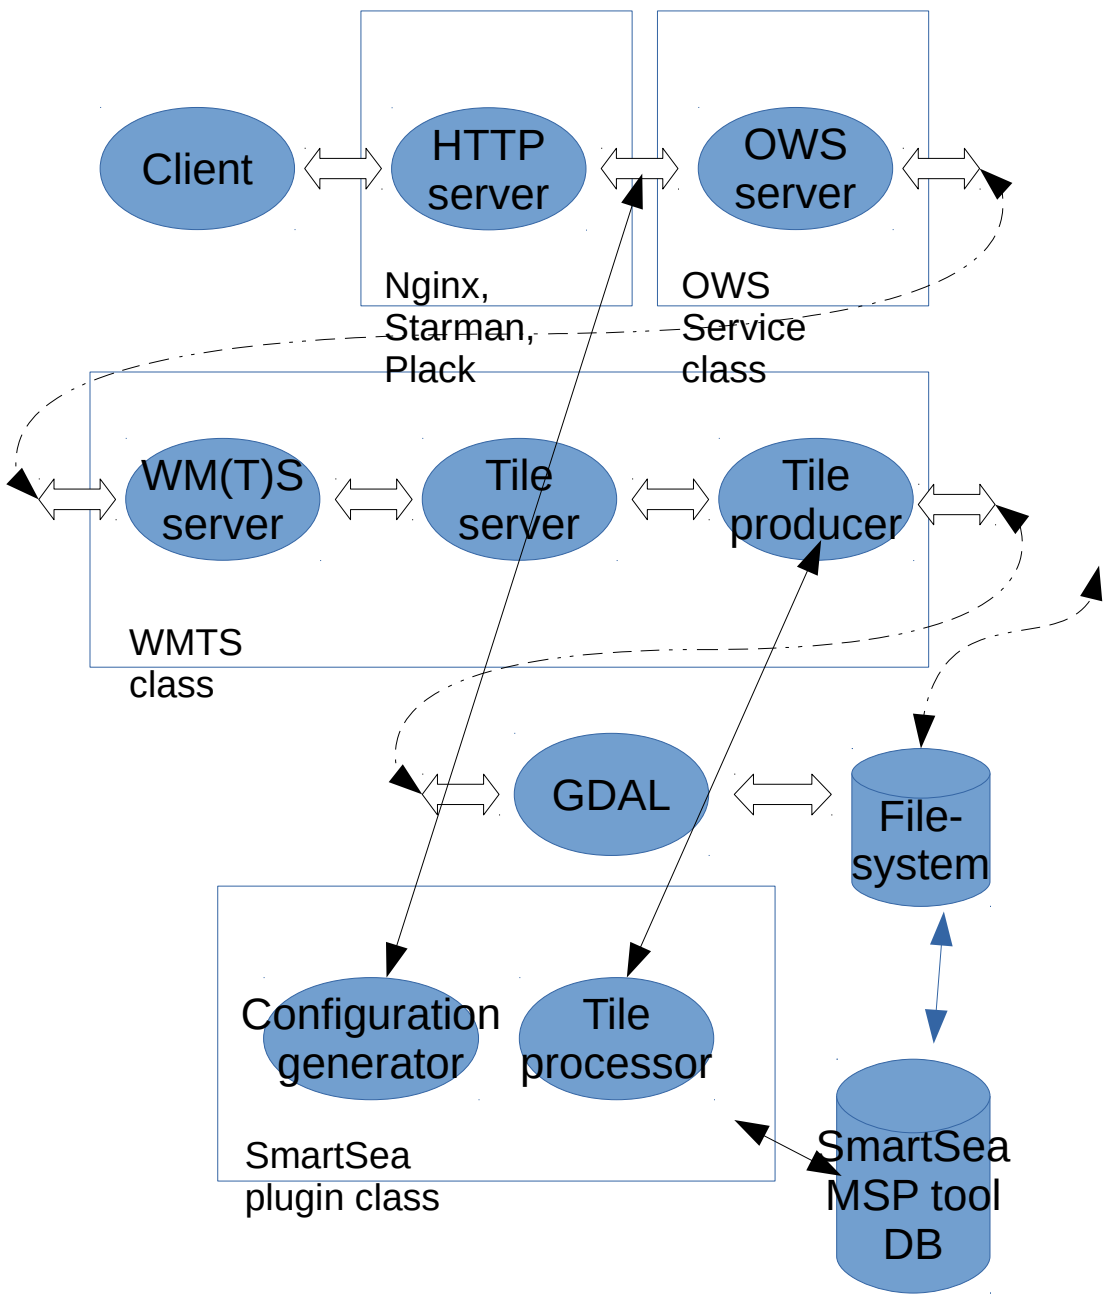 Client
HTTP
server
OWS
server
Nginx,
Starman,
Plack
OWS
Service
class
WM(T)S
server
Tile
server
Tile
producer
WMTS
class
GDAL
File-
system
Configuration
generator
Tile
processor
SmartSea
plugin class
SmartSea
MSP tool
DB